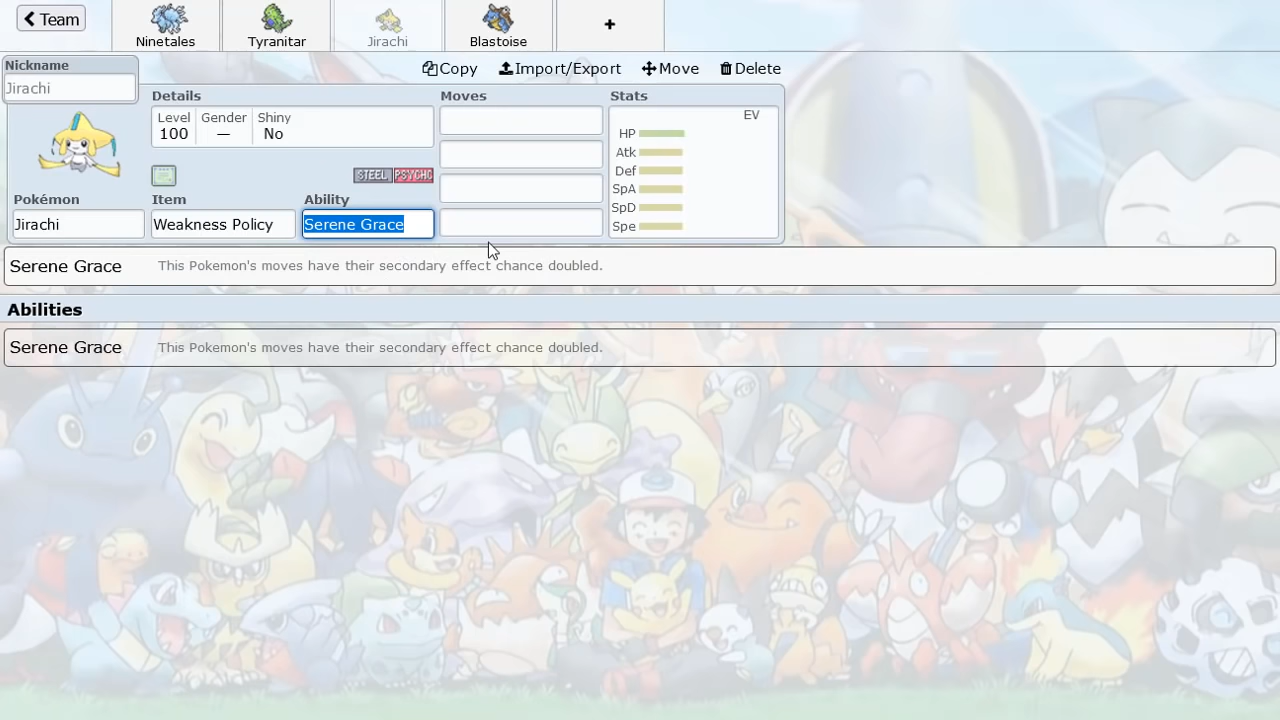 Team
Ninetales
Tyranitar
Jirachi
Blastoise
+
Nickname
Jirachi
Copy
Import/Export
Move
Delete
Details
Moves
Stats
Level
Gender
Shiny
100
—
No
EV
HP
Atk
Def
SpA
SpD
Spe
STEEL
PSYCHC
Pokémon
Item
Ability
Jirachi
Weakness Policy
Serene Grace
Serene Grace This Pokemon's moves have their secondary effect chance doubled.
Abilities
Serene Grace This Pokemon's moves have their secondary effect chance doubled.